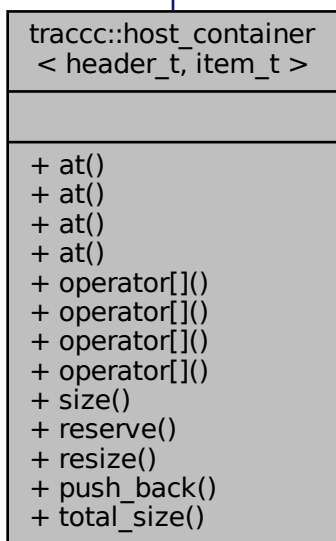 traccc::host_container
< header_t, item_t >
+ at()
+ at()
+ at()
+ at()
+ operator[]()
+ operator[]()
+ operator[]()
+ operator[]()
+ size()
+ reserve()
+ resize()
+ push_back()
+ total_size()